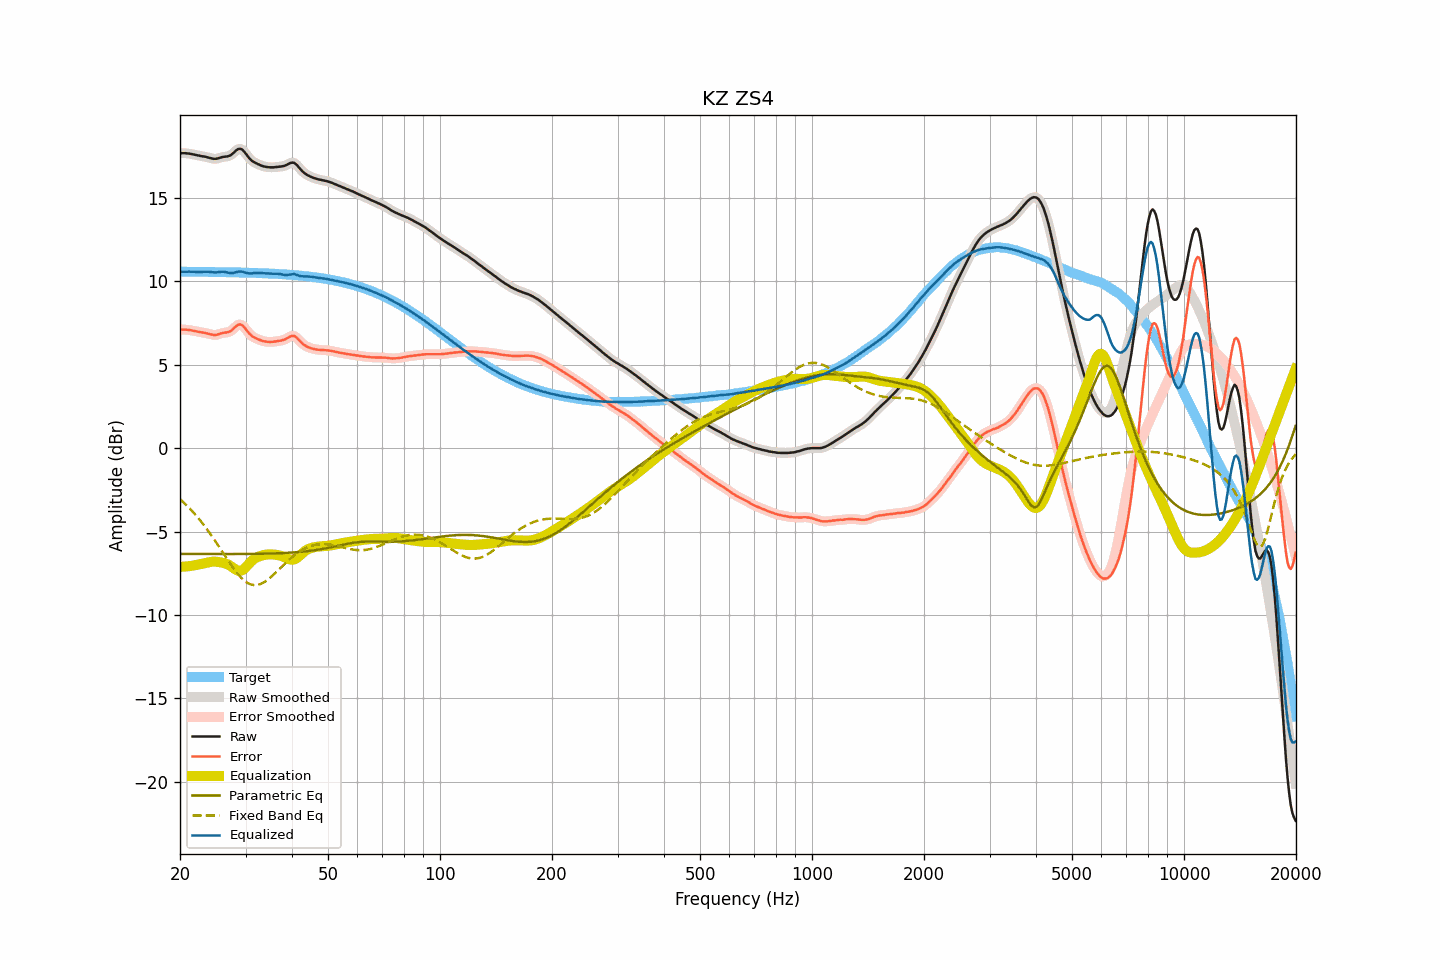 KZ ZS4
Amplitude (dBr)
15
10
5
0
−5
−10
−15
−20
Target
Raw Smoothed
Error Smoothed
Raw
Error
Equalization
Parametric Eq
Fixed Band Eq
Equalized
20 50 100 200 500 1000 2000 5000 10000 20000
Frequency (Hz)